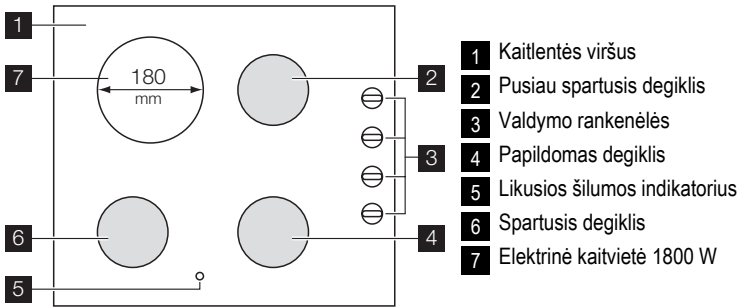 1
7
180
mm
2
3
6
4
5
1 Kaitlentės viršus
2 Pusiau spartusis degiklis
3 Valdymo rankenėlės
4 Papildomas degiklis
5 Likusios šilumos indikatorius
6 Spartusis degiklis
7 Elektrinė kaitvietė 1800 W